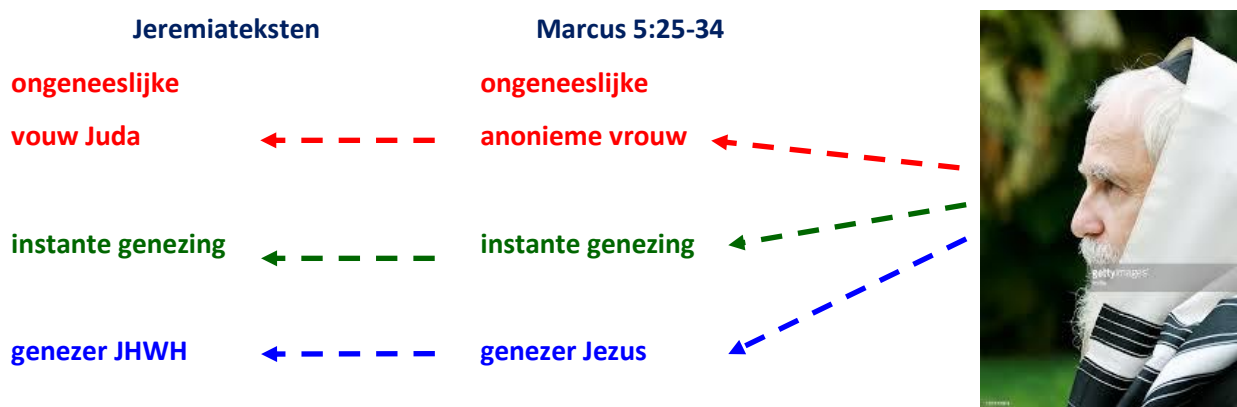 Jeremiateksten Marcus 5:25-34
ongeneeslijke ongeneeslijke
vouw Juda anonieme vrouw
instante genezing instante genezing
genezer JHWH genezer Jezus
gettyimages